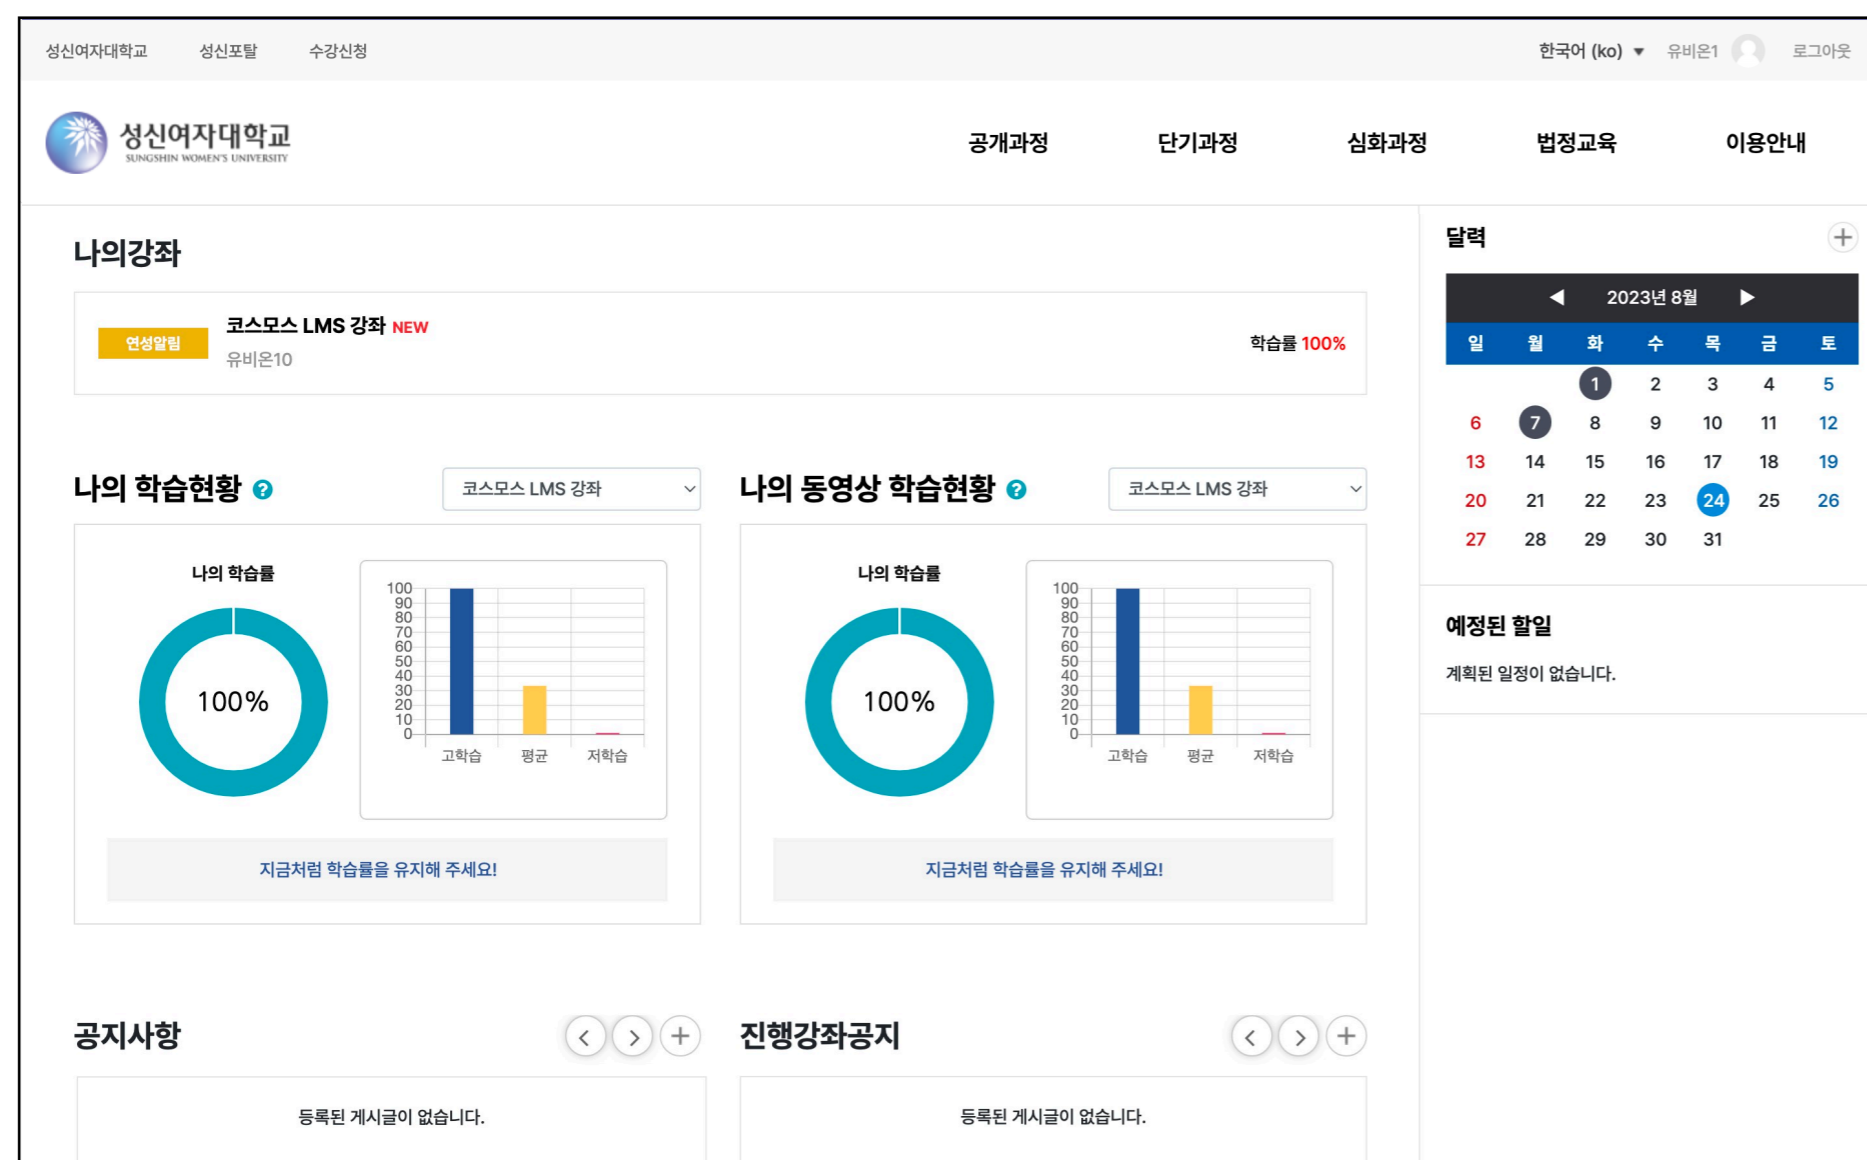 성신여자대학교 성신포탈 수강신청 한국어 (ko) 유비온1 로그아웃
성신여자대학교
SUNGSHIN WOMEN'S UNIVERSITY
공개과정 단기과정 심화과정 법정교육 이용안내
나의강좌
연성알림
코스모스 LMS 강좌 NEW
유비온10
학습률 100%
나의 학습현황 ?
코스모스 LMS 강좌
나의 학습률
100%
100
90
80
70
60
50
40
30
20
10
0
고학습 평균 저학습
지금처럼 학습률을 유지해 주세요!
나의 동영상 학습현황 ?
코스모스 LMS 강좌
나의 학습률
100%
100
90
80
70
60
50
40
30
20
10
0
고학습 평균 저학습
지금처럼 학습률을 유지해 주세요!
공지사항
등록된 게시글이 없습니다.
진행강좌공지
등록된 게시글이 없습니다.
달력
2023년 8월
일 월 화 수 목 금 토
1 2 3 4 5
6 7 8 9 10 11 12
13 14 15 16 17 18 19
20 21 22 23 24 25 26
27 28 29 30 31
예정된 할일
계획된 일정이 없습니다.